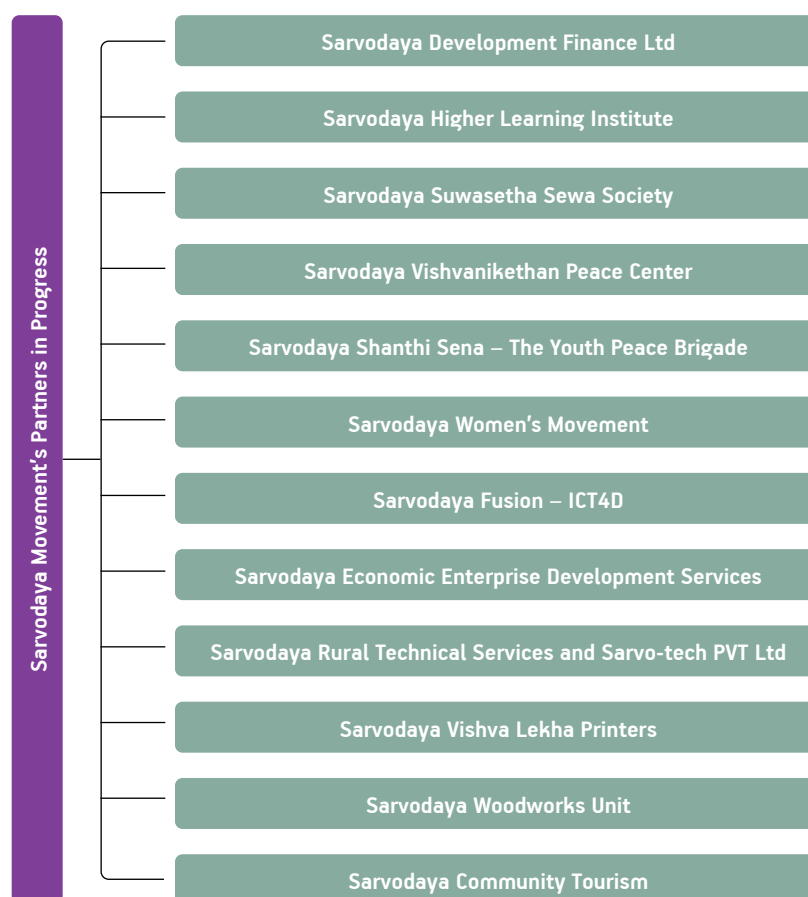 Sarvodaya Movement's Partners in Progress
Sarvodaya Development Finance Ltd
Sarvodaya Higher Learning Institute
Sarvodaya Suwasetha Sewa Society
Sarvodaya Vishvanikethan Peace Center
Sarvodaya Shanthi Sena – The Youth Peace Brigade
Sarvodaya Women's Movement
Sarvodaya Fusion – ICT4D
Sarvodaya Economic Enterprise Development Services
Sarvodaya Rural Technical Services and Sarvo-tech PVT Ltd
Sarvodaya Vishva Lekha Printers
Sarvodaya Woodworks Unit
Sarvodaya Community Tourism